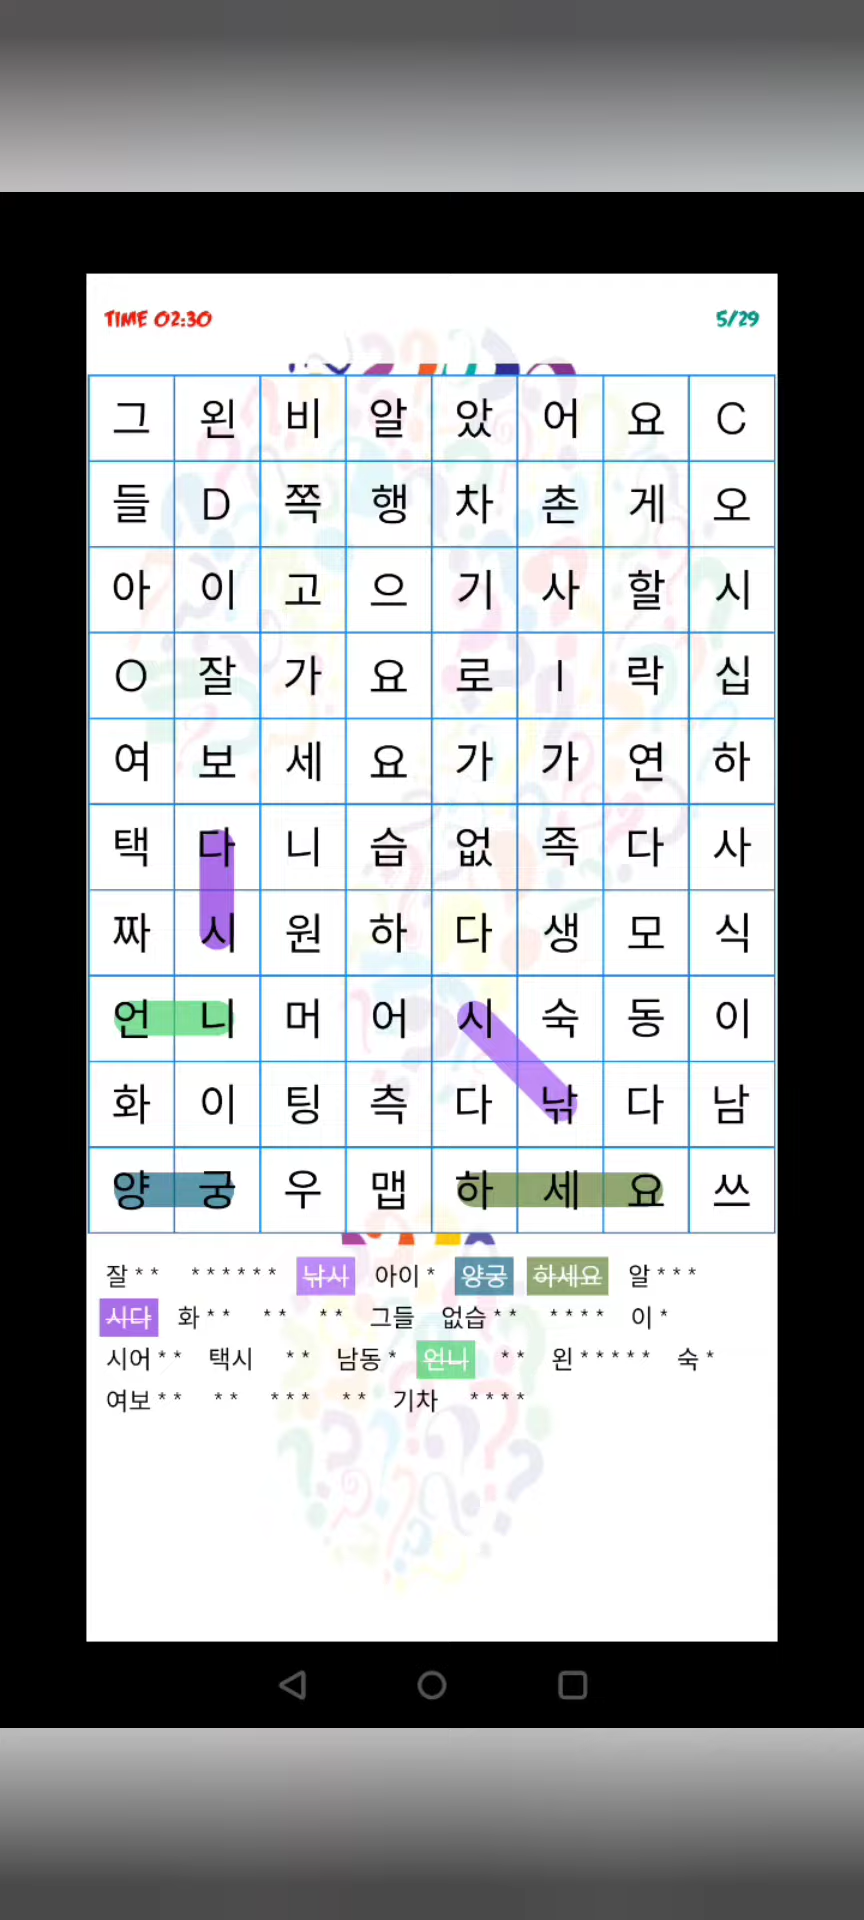 TIME 02:30 5/29
그 왼 비 알 았 어 요 C
들 D 쪽 행 차 촌 게 오
아 이 고 으 기 사 할 시
O 잘 가 요 로 I 락 십
여 보 세 요 가 가 연 하
택 다 니 습 없 족 다 사
짜 시 원 하 다 생 모 식
언 니 머 어 시 숙 동 이
화 이 팅 측 다 낚 다 남
양 궁 우 맵 하 세 요 쓰
잘** ****** 낚시 아이* 양궁 하세요 알***
시다 화** ** ** 그들 없습** **** 이*
시어** 택시 ** 남동* 언니 ** 왼***** 숙*
여보** ** *** ** 기차 ****